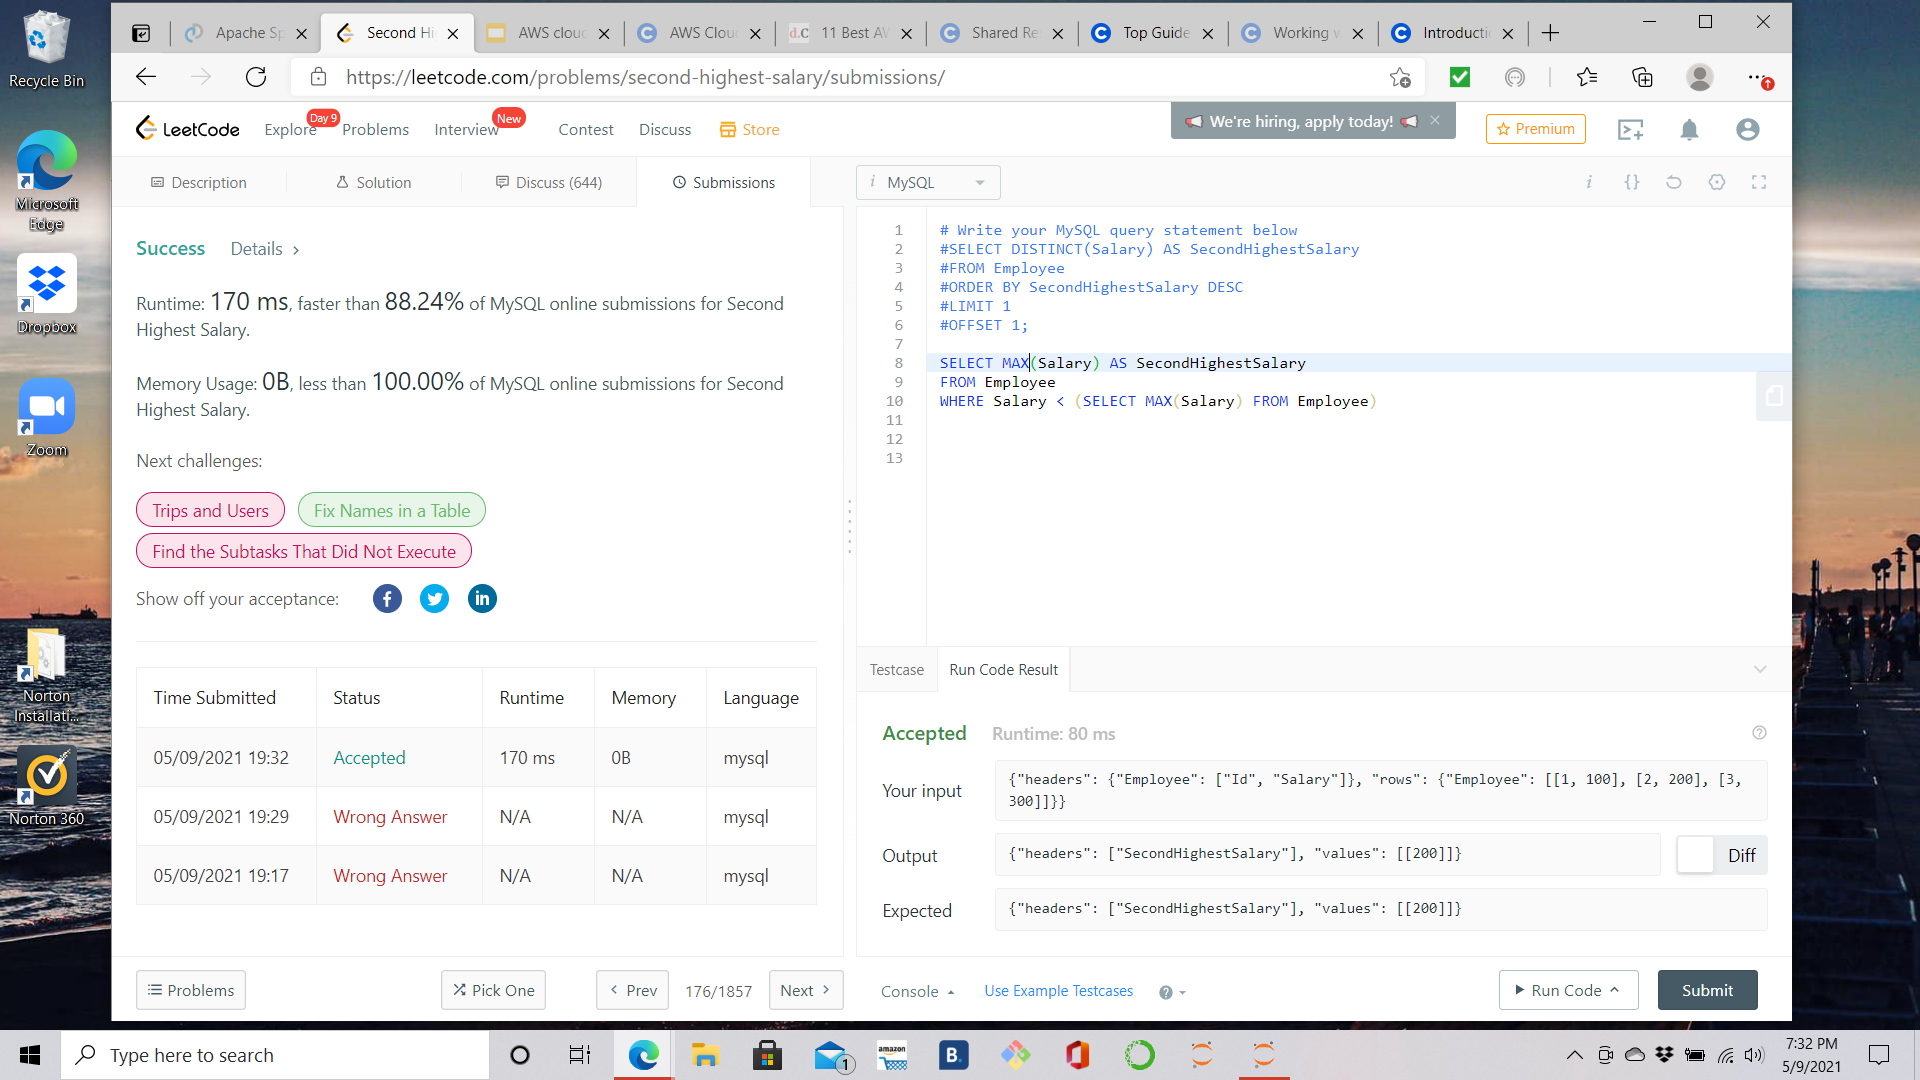 Recycle Bin
Microsoft Edge
Dropbox
Zoom
Norton Installati...
Norton 360
Apache Sp
Second Hi
AWS cloud
AWS Clou
d.C
11 Best AW
Shared Re
Top Guide
Working w
Introducti
https://leetcode.com/problems/second-highest-salary/submissions/
LeetCode
Explore
Day 9
Problems
Interview
New
Contest
Discuss
Store
We're hiring, apply today!
Premium
Description
Solution
Discuss (644)
Submissions
i MySQL
i
{}
Success
Details >
Runtime: 170 ms, faster than 88.24% of MySQL online submissions for Second
Highest Salary.
Memory Usage: 0B, less than 100.00% of MySQL online submissions for Second
Highest Salary.
Next challenges:
Trips and Users
Fix Names in a Table
Find the Subtasks That Did Not Execute
Show off your acceptance:
f
in
Time Submitted Status Runtime Memory Language
05/09/2021 19:32 Accepted 170 ms 0B mysql
05/09/2021 19:29 Wrong Answer N/A N/A mysql
05/09/2021 19:17 Wrong Answer N/A N/A mysql
1 # Write your MySQL query statement below
2 #SELECT DISTINCT(Salary) AS SecondHighestSalary
3 #FROM Employee
4 #ORDER BY SecondHighestSalary DESC
5 #LIMIT 1
6 #OFFSET 1;
7
8 SELECT MAX(Salary) AS SecondHighestSalary
9 FROM Employee
10 WHERE Salary < (SELECT MAX(Salary) FROM Employee)
11
12
13
Testcase
Run Code Result
Accepted
Runtime: 80 ms
Your input
{"headers": {"Employee": ["Id", "Salary"]}, "rows": {"Employee": [[1, 100], [2, 200], [3,
300]]}}
Output
{"headers": ["SecondHighestSalary"], "values": [[200]]}
Diff
Expected
{"headers": ["SecondHighestSalary"], "values": [[200]]}
Problems
Pick One
< Prev
176/1857
Next >
Console
Use Example Testcases
Run Code
Submit
Type here to search
1
amazon
B.
7:32 PM
5/9/2021